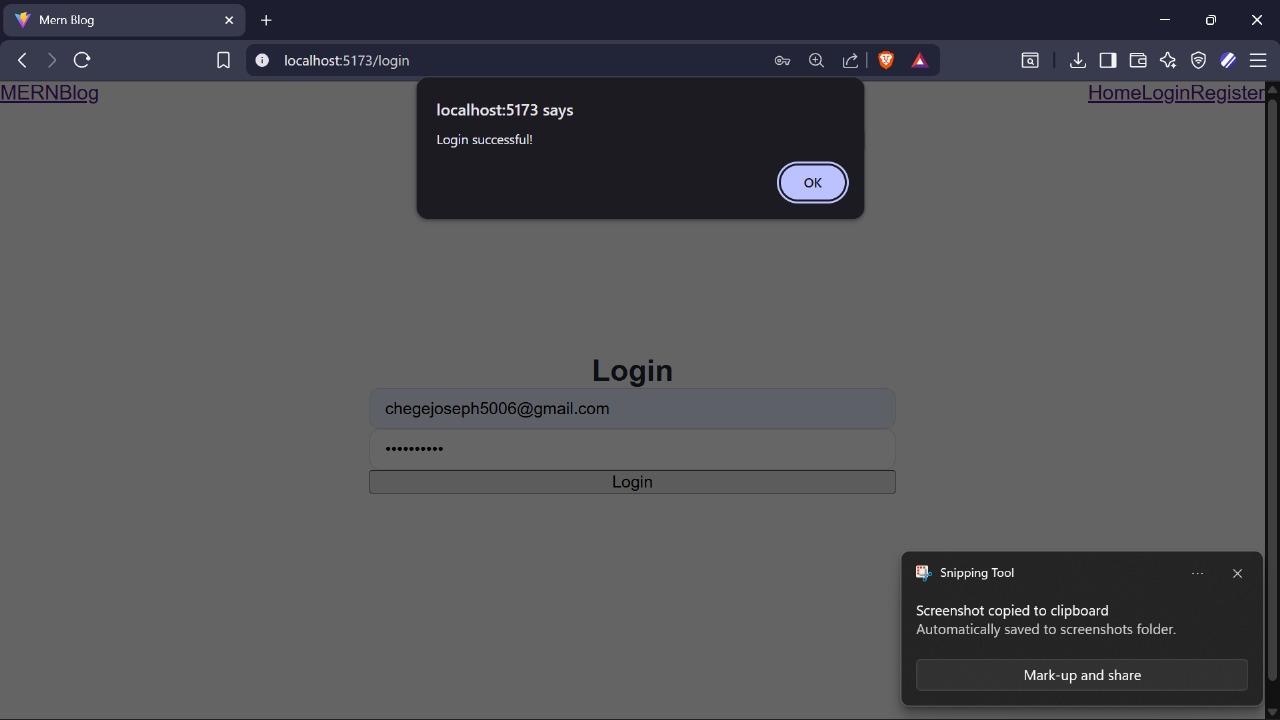 Mern Blog
localhost:5173/login
MERNBlog
HomeLoginRegister
localhost:5173 says
Login successful!
OK
Login
chegejoseph5006@gmail.com
••••••••••
Login
Snipping Tool
Screenshot copied to clipboard
Automatically saved to screenshots folder.
Mark-up and share